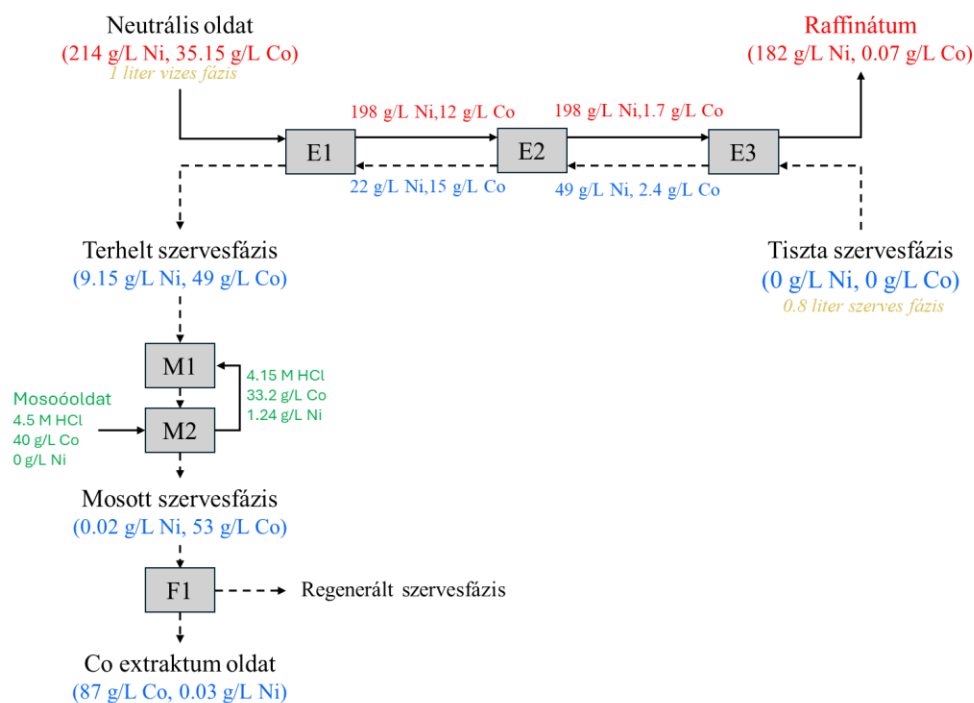 Neutrális oldat
(214 g/L Ni, 35.15 g/L Co)
1 liter vizes fázis
Raffinátum
(182 g/L Ni, 0.07 g/L Co)
198 g/L Ni,12 g/L Co
198 g/L Ni,1.7 g/L Co
E1
E2
E3
22 g/L Ni,15 g/L Co
49 g/L Ni, 2.4 g/L Co
Terhelt szervesfázis
(9.15 g/L Ni, 49 g/L Co)
Tiszta szervesfázis
(0 g/L Ni, 0 g/L Co)
0.8 liter szerves fázis
M1
4.15 M HCl
33.2 g/L Co
1.24 g/L Ni
Mosoóoldat
4.5 M HCl
40 g/L Co
0 g/L Ni
M2
Mosott szervesfázis
(0.02 g/L Ni, 53 g/L Co)
F1
Regenerált szervesfázis
Co extraktum oldat
(87 g/L Co, 0.03 g/L Ni)